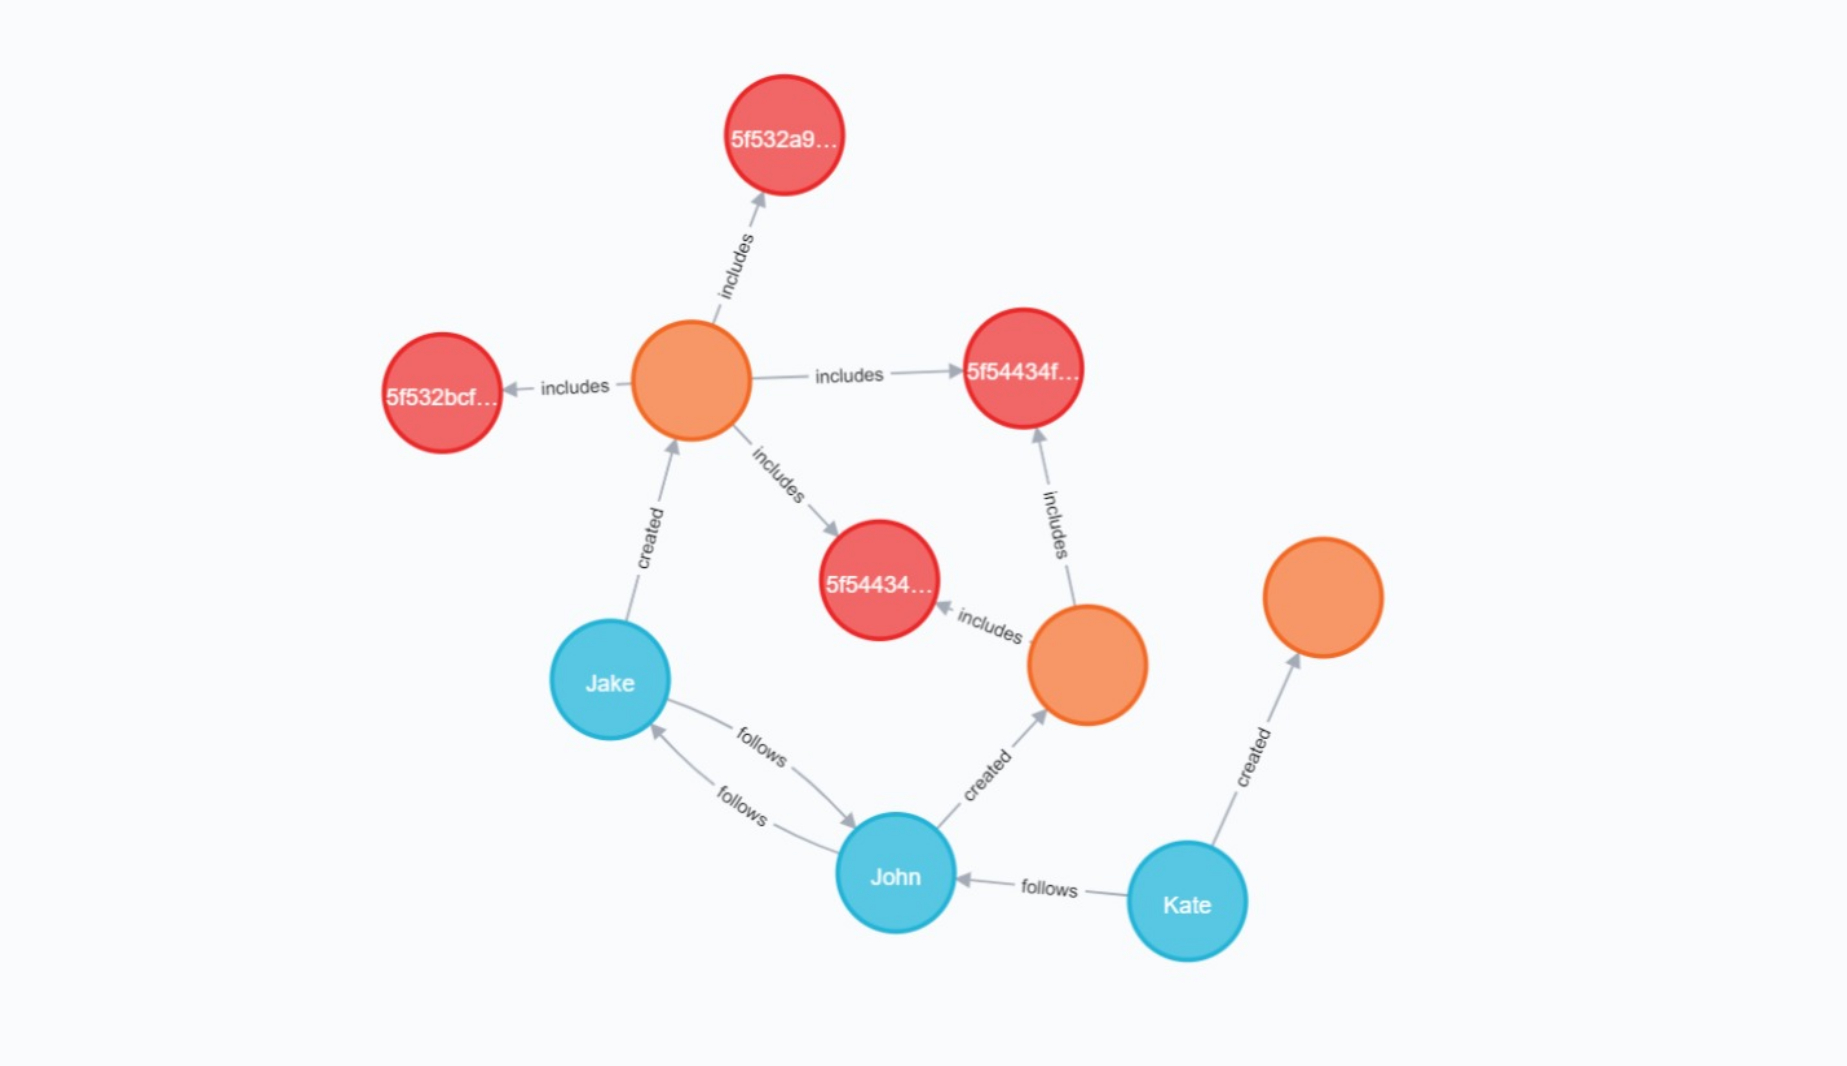 5f532a9...
includes
5f532bcf...
includes
includes
5f54434f...
includes
includes
created
5f54434...
includes
Jake
follows
follows
created
created
John
follows
Kate